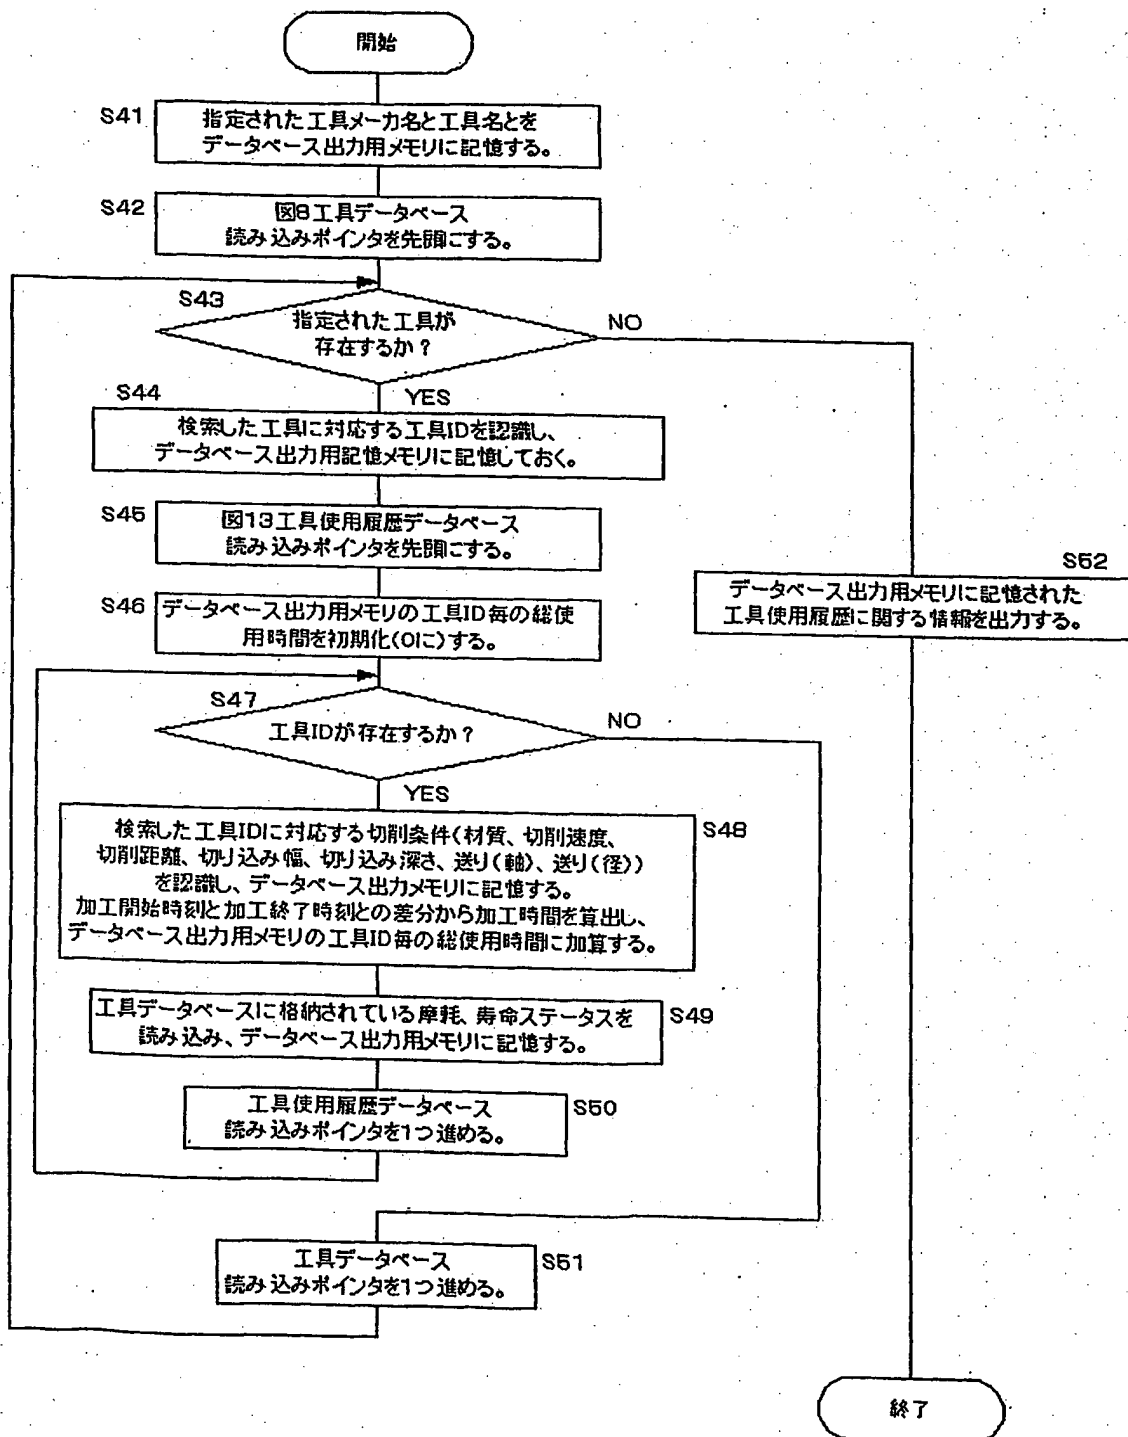 開始
S41
指定された工具メーカ名と工具名とを
データベース出力用メモリに記憶する。
S42
図8工具データベース
読み込みポインタを先頭にする。
S43
指定された工具が
存在するか?
NO
YES
S44
検索した工具に対応する工具IDを認識し、
データベース出力用記憶メモリに記憶しておく。
S45
図13工具使用履歴データベース
読み込みポインタを先頭にする。
S52
データベース出力用メモリに記憶された
工具使用履歴に関する情報を出力する。
S46
データベース出力用メモリの工具ID毎の総使
用時間を初期化(0に)する。
S47
工具IDが存在するか?
NO
YES
S48
検索した工具IDに対応する切削条件(材質、切削速度、
切削距離、切り込み幅、切り込み深さ、送り(軸)、送り(径))
を認識し、データベース出力メモリに記憶する。
加工開始時刻と加工終了時刻との差分から加工時間を算出し、
データベース出力用メモリの工具ID毎の総使用時間に加算する。
工具データベースに格納されている摩耗、寿命ステータスを
読み込み、データベース出力用メモリに記憶する。
S49
工具使用履歴データベース
読み込みポインタを1つ進める。
S50
工具データベース
読み込みポインタを1つ進める。
S51
終了